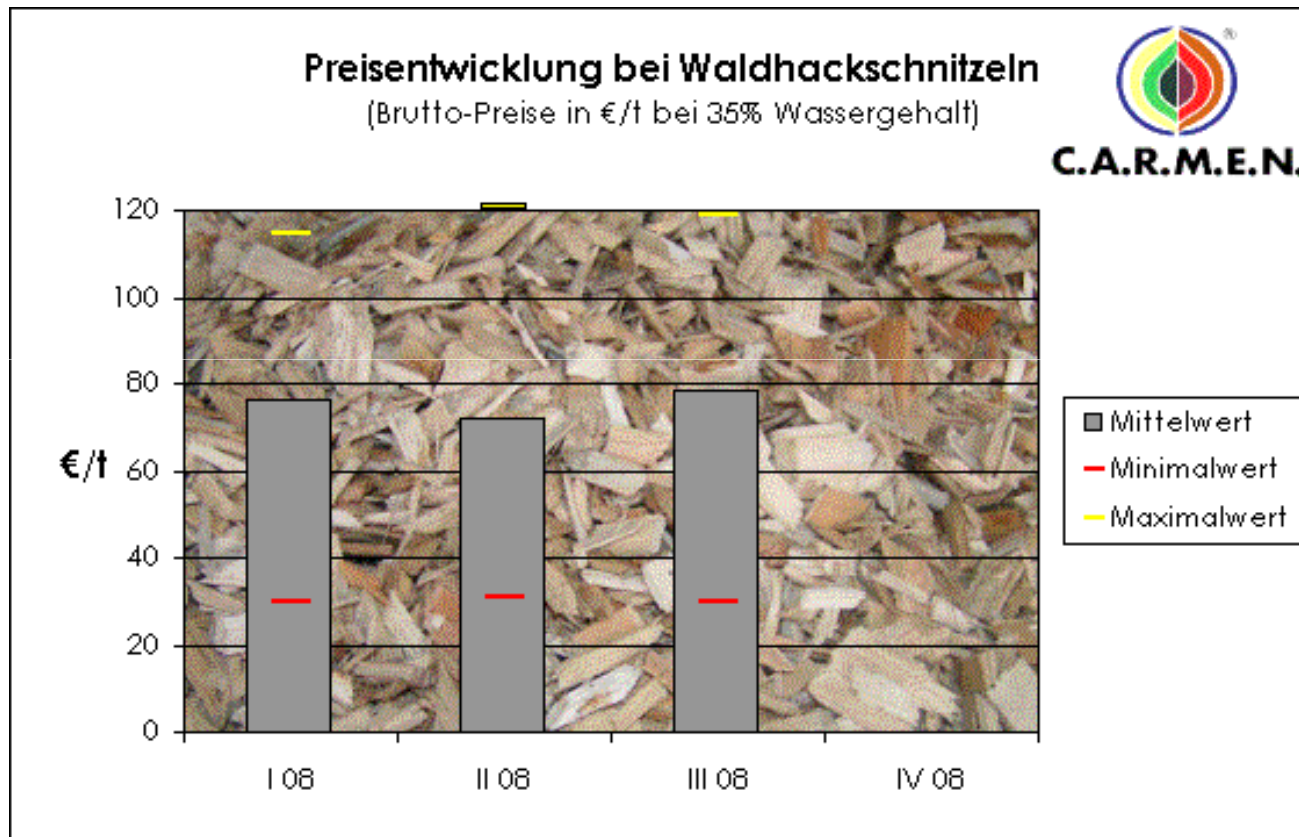 Preisentwicklung bei Waldhackschnitzeln
(Brutto-Preise in €/t bei 35% Wassergehalt)
®
C.A.R.M.E.N.
120
100
80
60
40
20
0
€/t
I 08
II 08
III 08
IV 08
Mittelwert
Minimalwert
Maximalwert